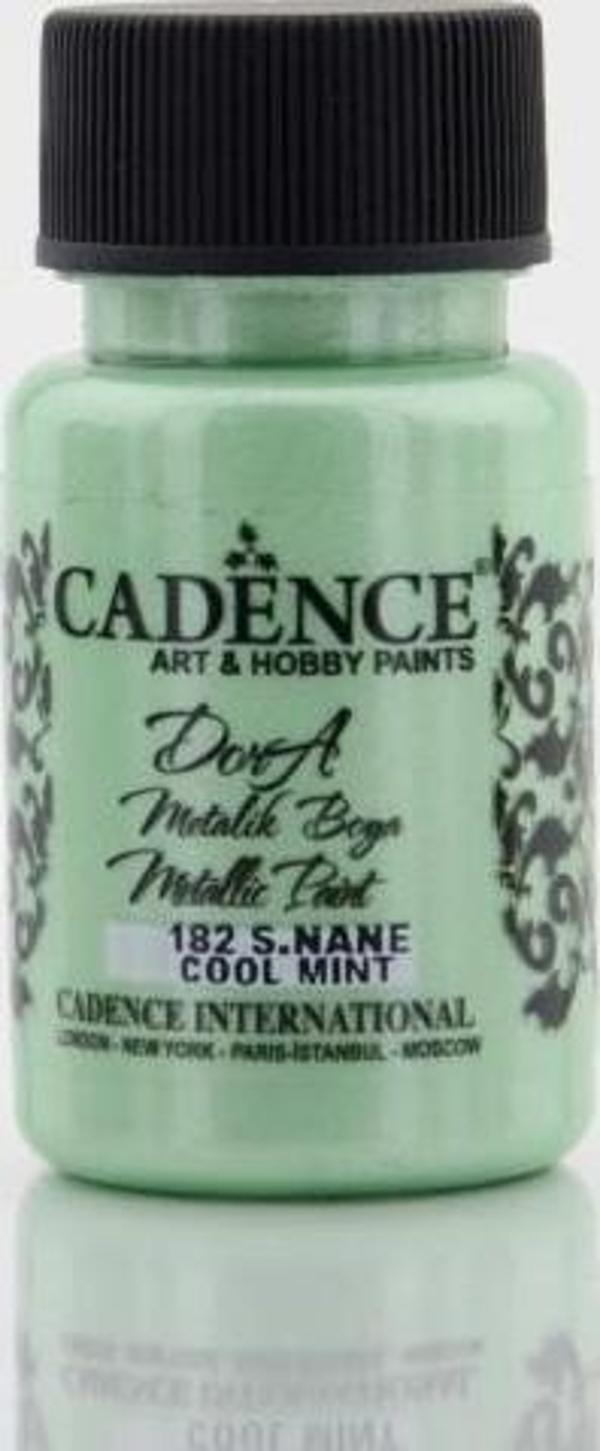 CADENCE®
ART & HOBBY PAINTS
DorA
Metalik Boya
Metallic Paint
182 S.NANE
COOL MINT
CADENCE INTERNATIONAL
LONDON - NEW YORK - PARIS-İSTANBUL - MOSCOW